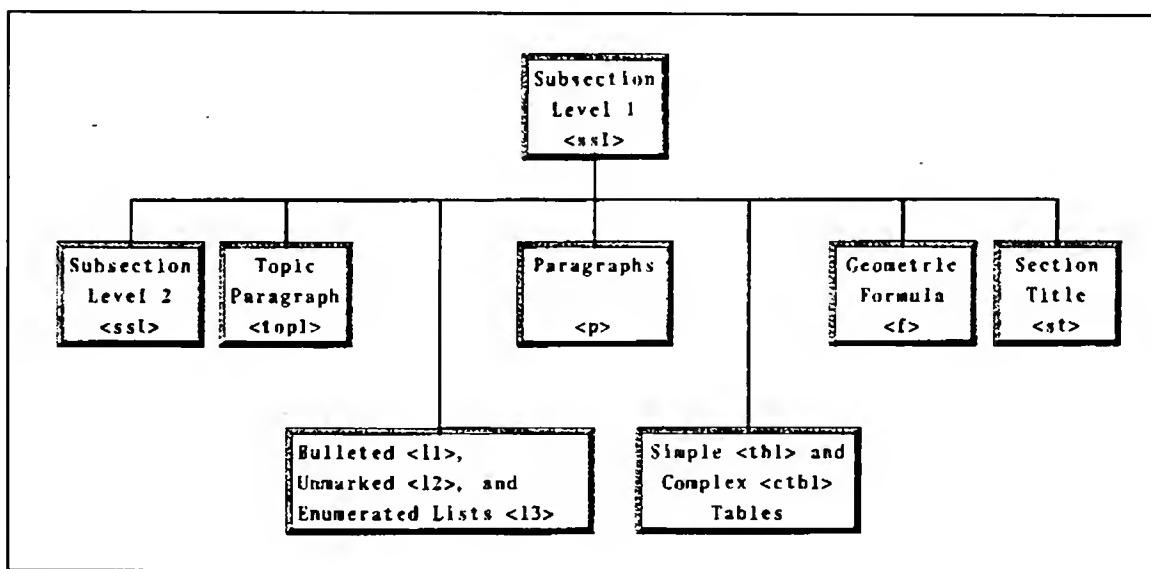 Subsection
Level 1
<ss1>
Subsection
Level 2
<ss1>
Topic
Paragraph
<top1>
Paragraphs
<p>
Geometric
Formula
<f>
Section
Title
<st>
Bulleted <l1>,
Unmarked <l2>, and
Enumerated Lists <l3>
Simple <tbl> and
Complex <ctbl>
Tables